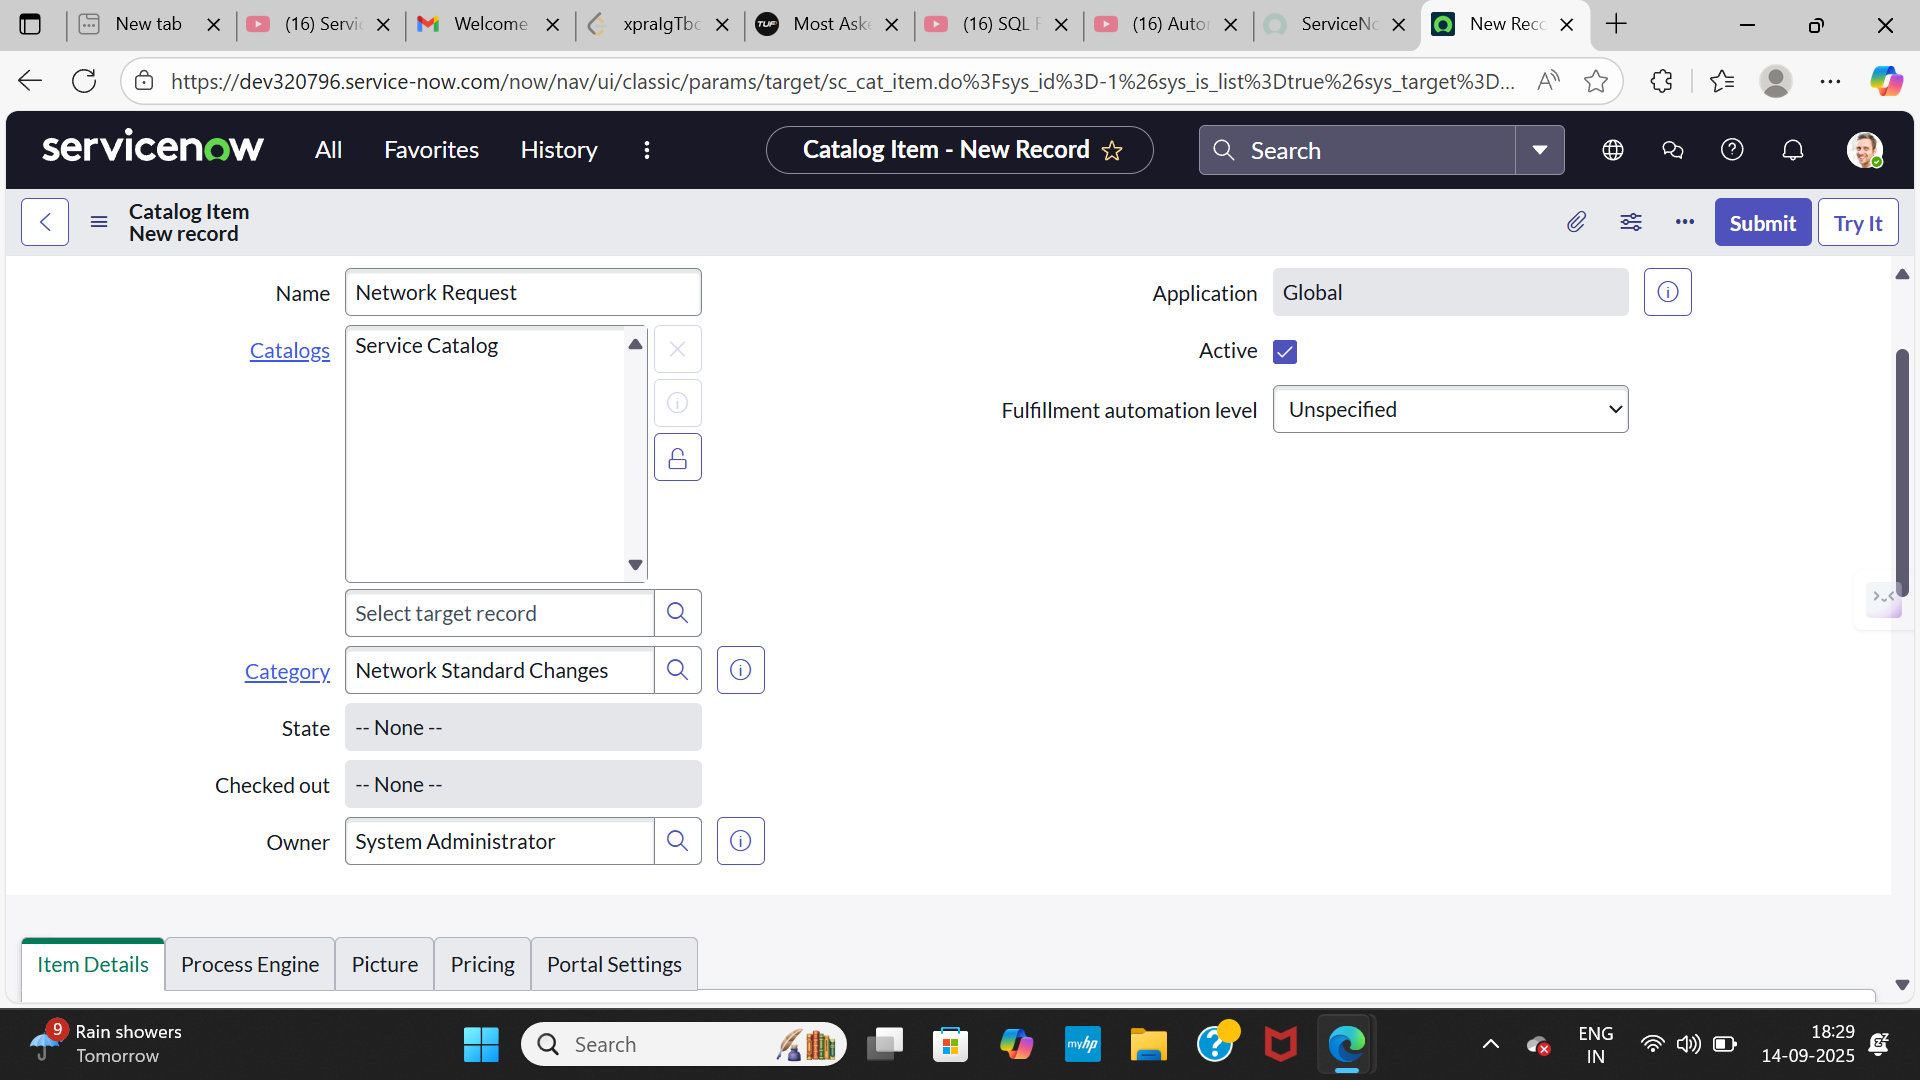 New tab
(16) Servic
Welcome
xpralgTbc
Most Aske
(16) SQL F
(16) Autor
ServiceNo
New Reco
https://dev320796.service-now.com/now/nav/ui/classic/params/target/sc_cat_item.do%3Fsys_id%3D-1%26sys_is_list%3Dtrue%26sys_target%3D...
servicenow
All
Favorites
History
Catalog Item - New Record
Search
Catalog Item
New record
Submit
Try It
Name
Network Request
Application
Global
Catalogs
Service Catalog
Active
Fulfillment automation level
Unspecified
Select target record
Category
Network Standard Changes
State
-- None --
Checked out
-- None --
Owner
System Administrator
Item Details
Process Engine
Picture
Pricing
Portal Settings
9
Rain showers
Tomorrow
Search
myhp
ENG
IN
18:29
14-09-2025